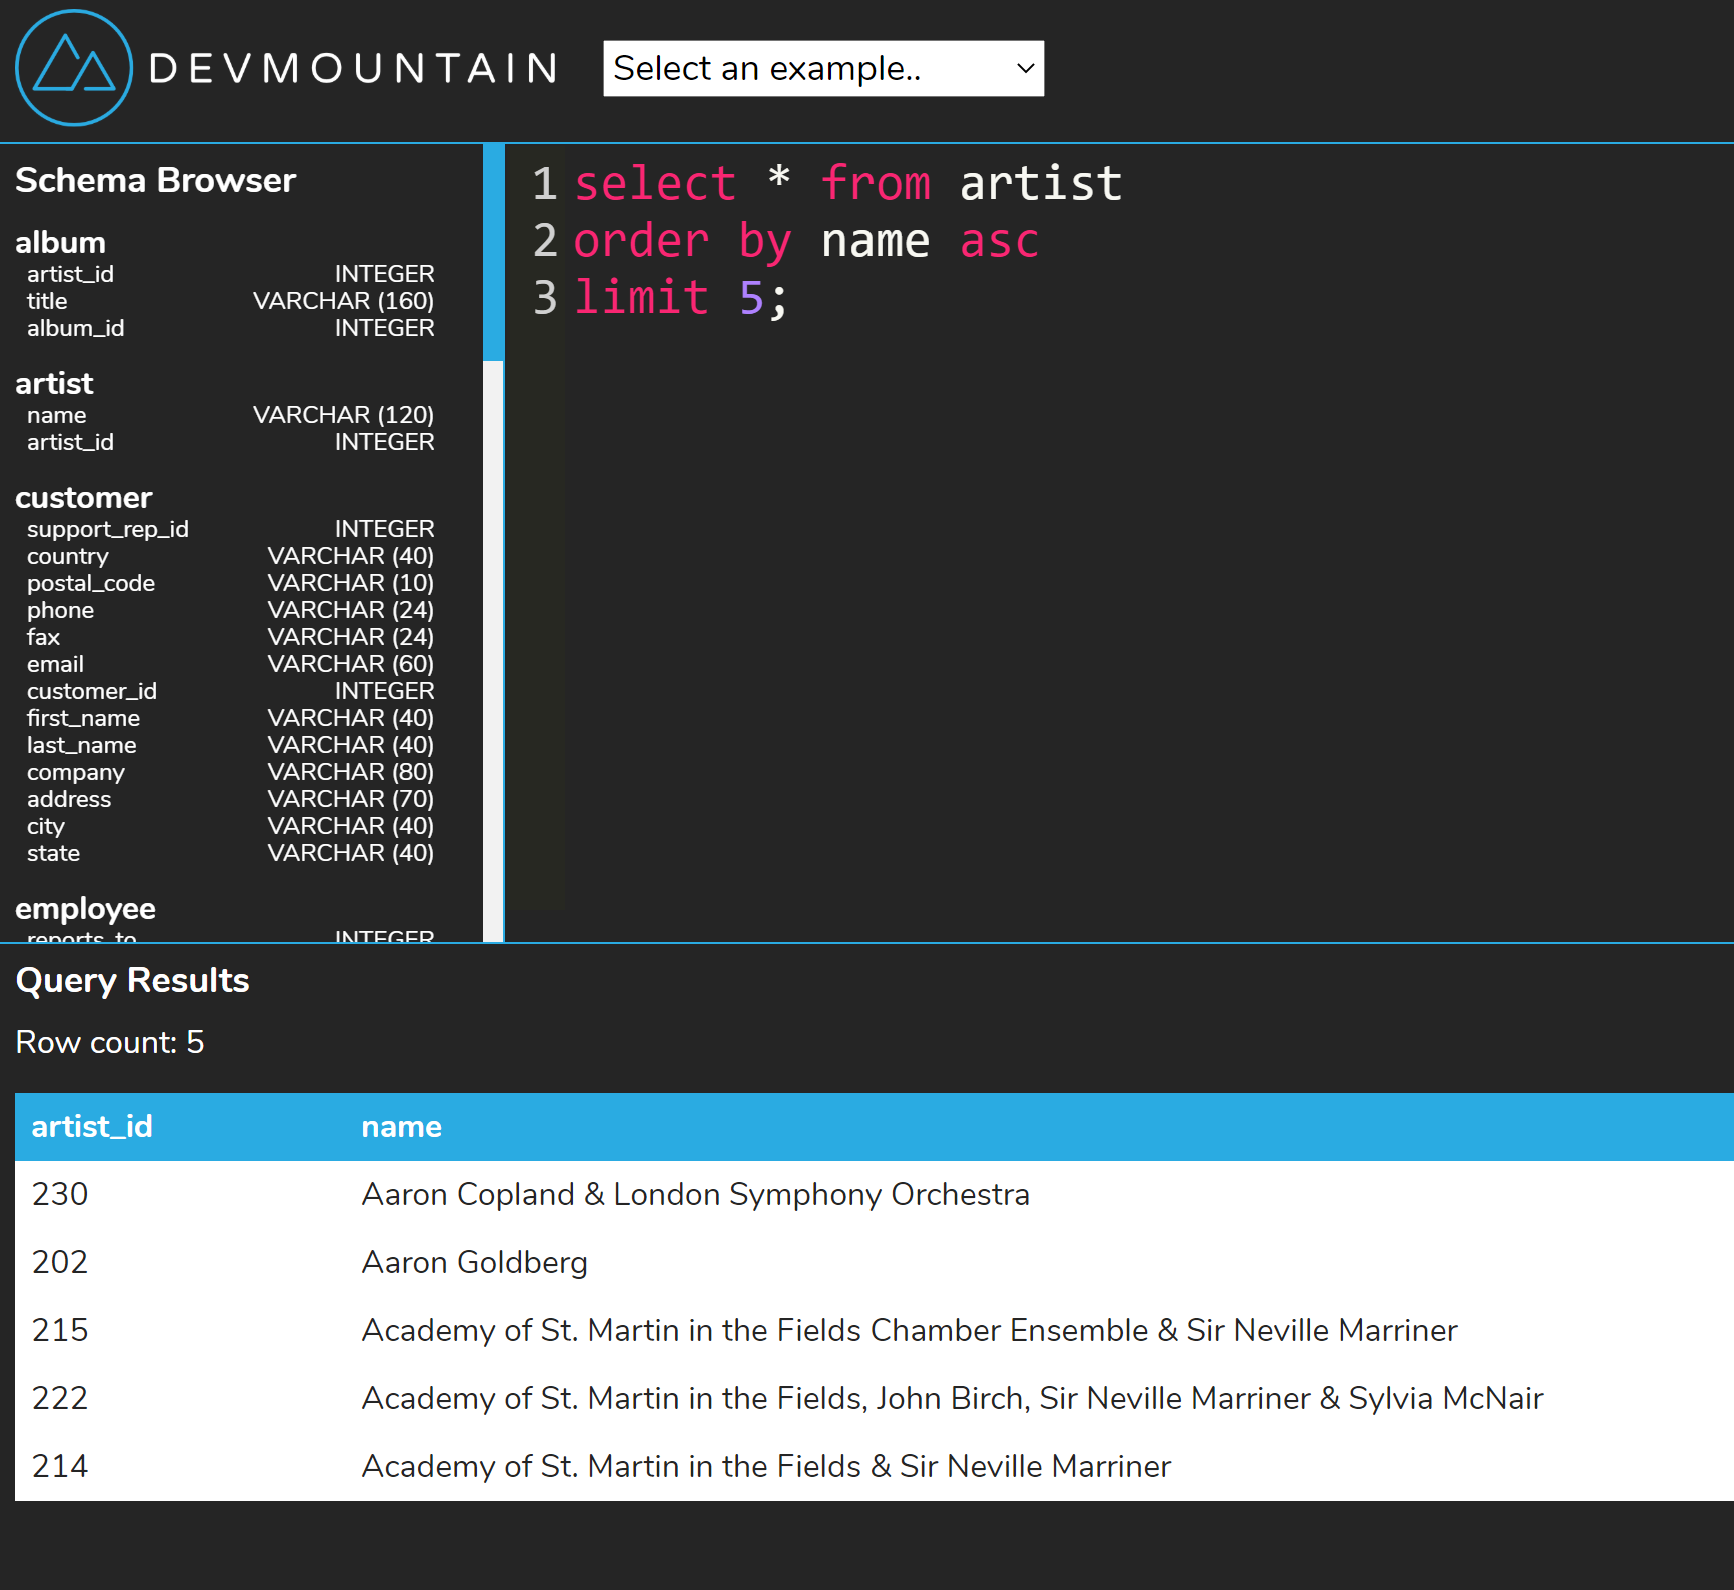 DEVMOUNTAIN
Select an example..
Schema Browser
album
artist_id INTEGER
title VARCHAR (160)
album_id INTEGER
artist
name VARCHAR (120)
artist_id INTEGER
customer
support_rep_id INTEGER
country VARCHAR (40)
postal_code VARCHAR (10)
phone VARCHAR (24)
fax VARCHAR (24)
email VARCHAR (60)
customer_id INTEGER
first_name VARCHAR (40)
last_name VARCHAR (40)
company VARCHAR (80)
address VARCHAR (70)
city VARCHAR (40)
state VARCHAR (40)
employee
reports_to INTEGER
1 select * from artist
2 order by name asc
3 limit 5;
Query Results
Row count: 5
artist_id name
230 Aaron Copland & London Symphony Orchestra
202 Aaron Goldberg
215 Academy of St. Martin in the Fields Chamber Ensemble & Sir Neville Marriner
222 Academy of St. Martin in the Fields, John Birch, Sir Neville Marriner & Sylvia McNair
214 Academy of St. Martin in the Fields & Sir Neville Marriner